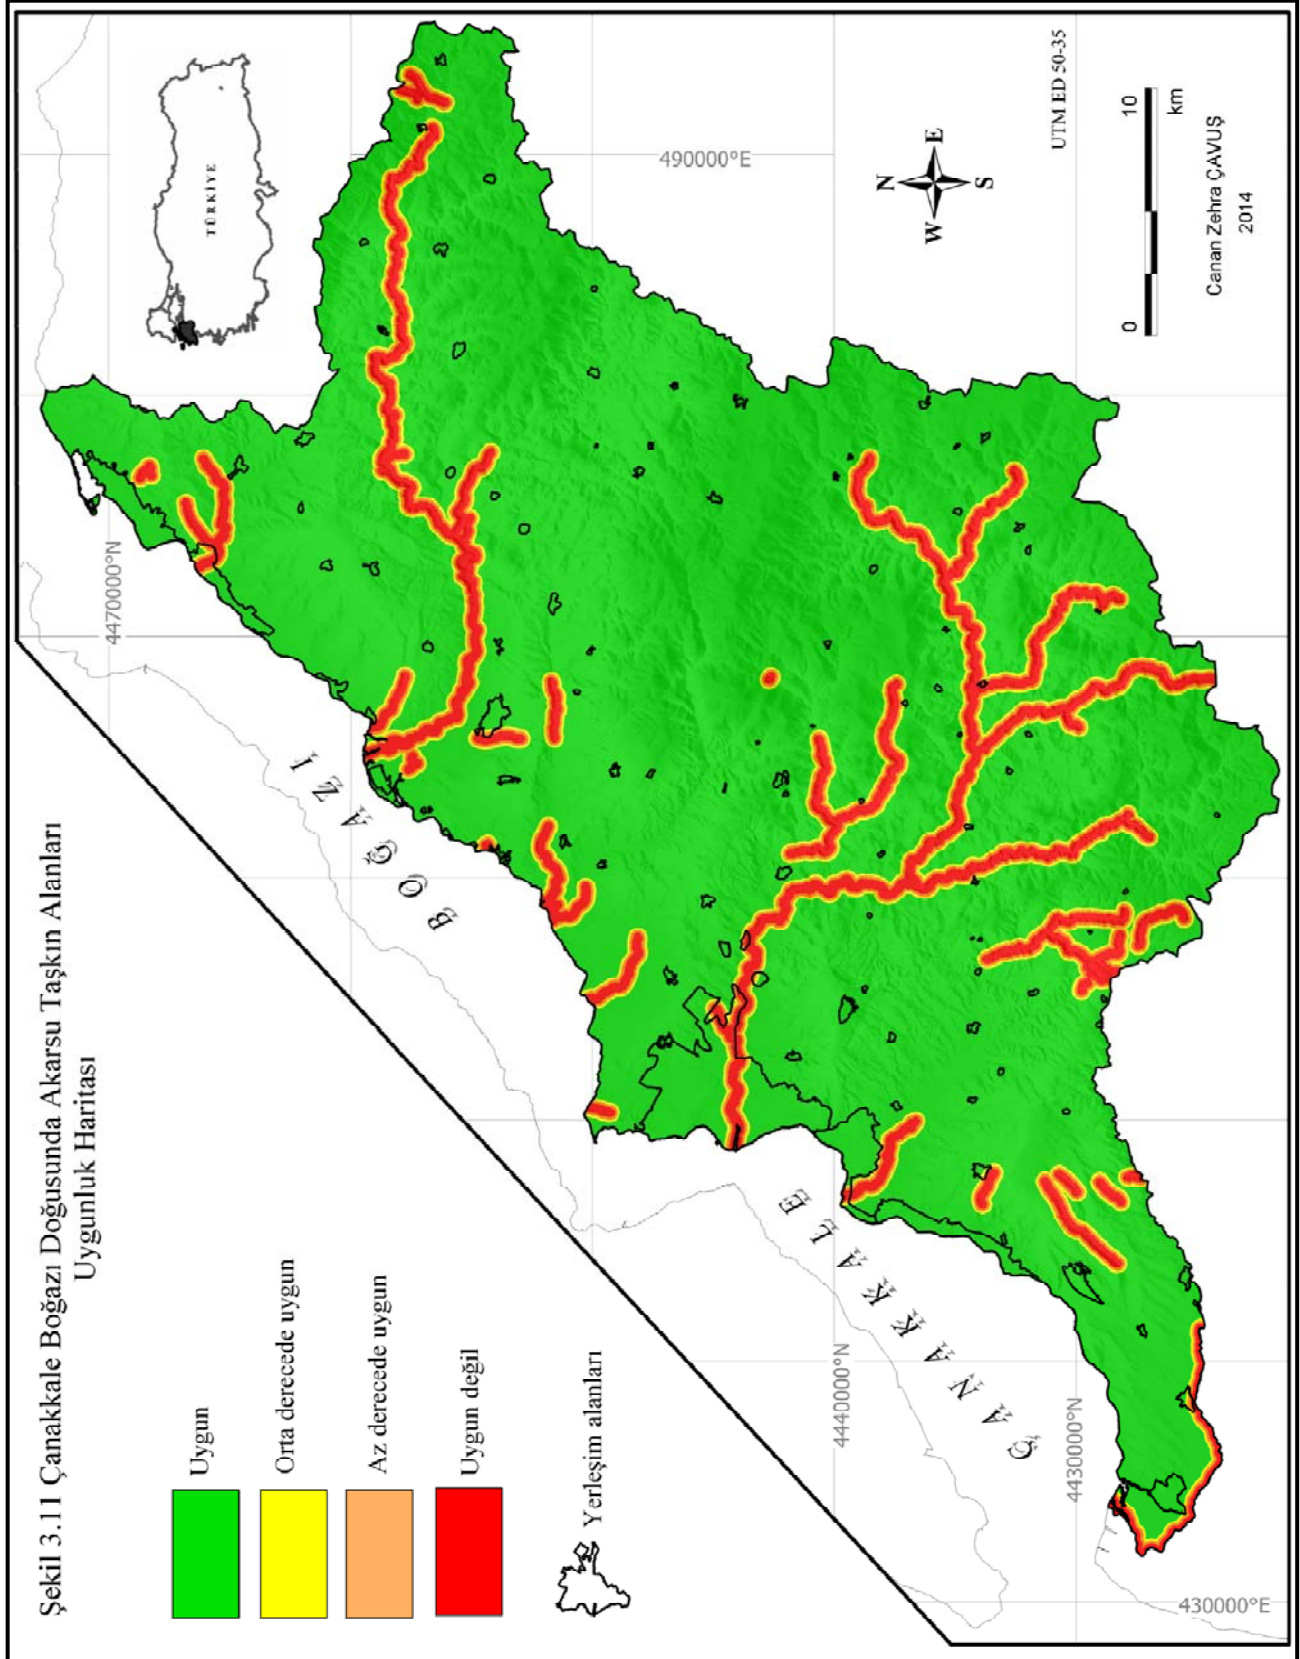 Şekil 3.11 Çanakkale Boğazı Doğusunda Akarsu Taşkın Alanları
Uygunluk Haritası
Uygun
Orta derecede uygun
Az derecede uygun
Uygun değil
Yerleşim alanları
TÜRKİYE
ÇANAKKALE
BOĞAZI
4470000°N
4440000°N
4430000°N
430000°E
490000°E
N
W
E
S
UTM ED 50-35
0
10
km
Canan Zehra ÇAVUŞ
2014